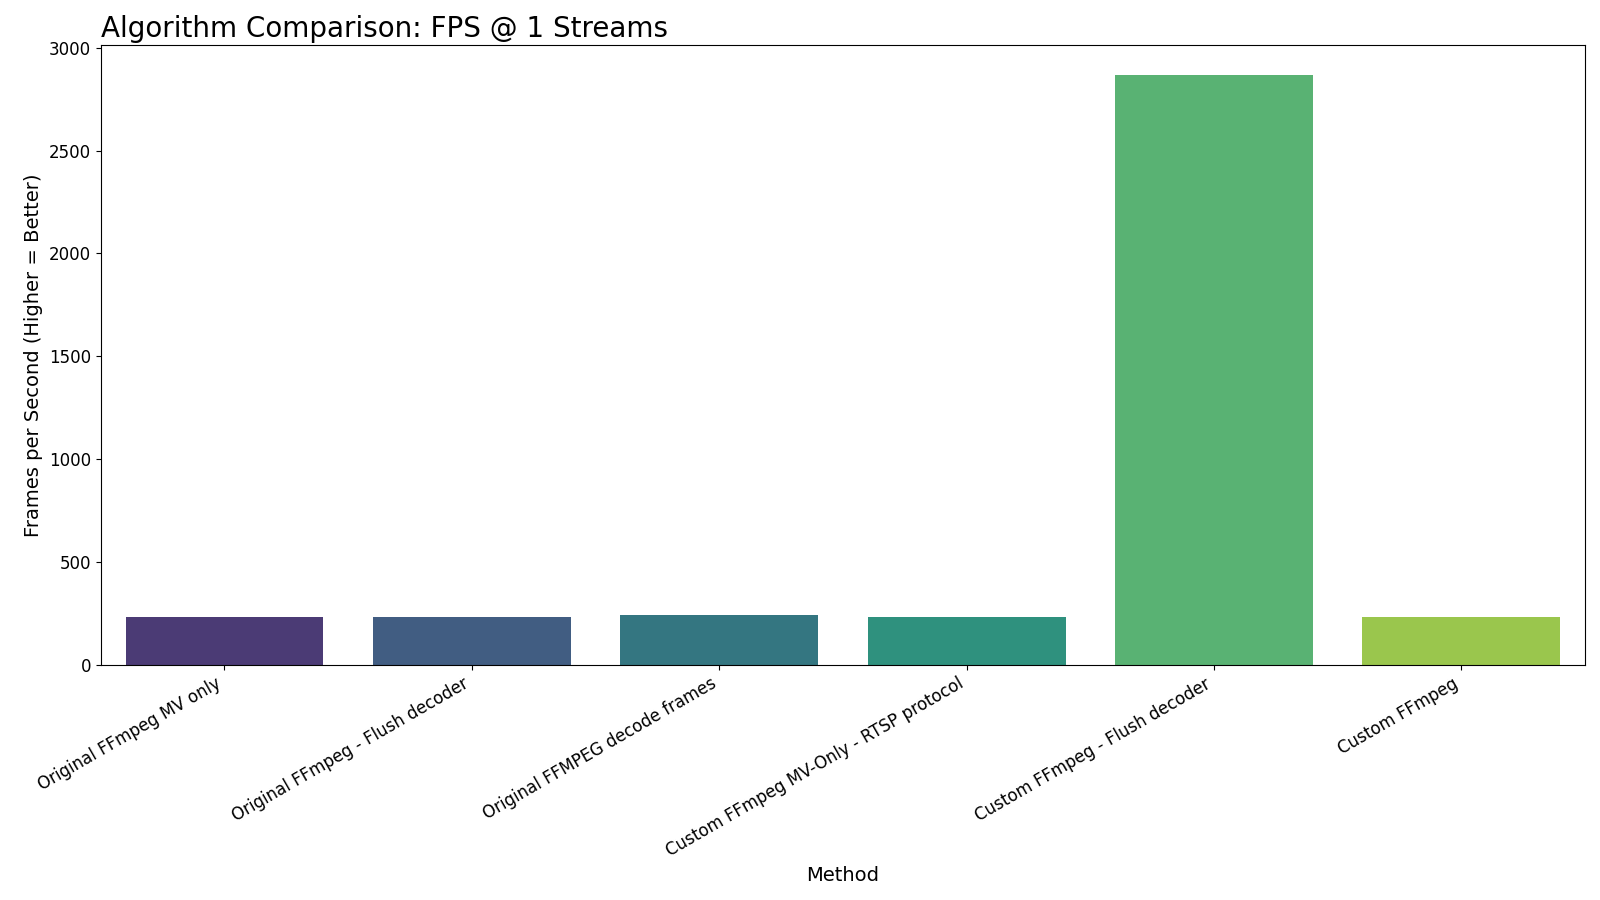 Algorithm Comparison: FPS @ 1 Streams
Frames per Second (Higher = Better)
3000
2500
2000
1500
1000
500
0
Original FFmpeg MV only
Original FFmpeg - Flush decoder
Original FFMPEG decode frames
Custom FFmpeg MV-Only - RTSP protocol
Custom FFmpeg - Flush decoder
Custom FFmpeg
Method